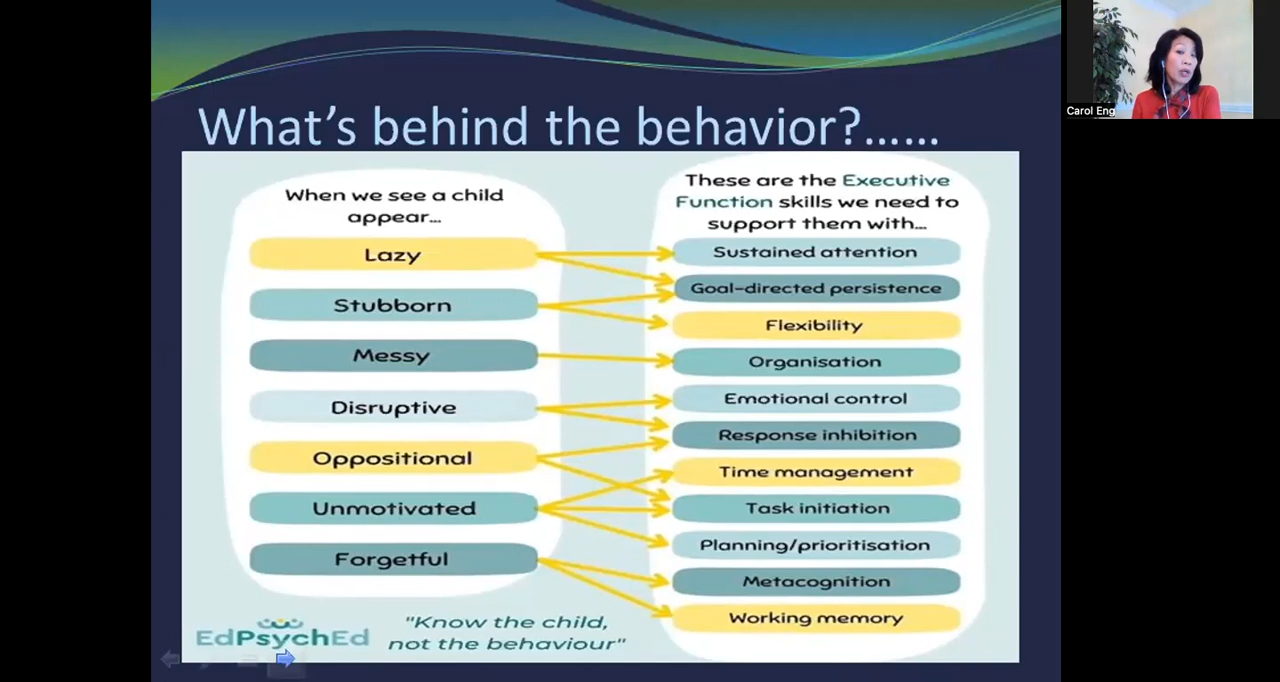 What's behind the behavior?......
Carol Eng
When we see a child
appear...
Lazy
Stubborn
Messy
Disruptive
Oppositional
Unmotivated
Forgetful
These are the Executive
Function skills we need to
support them with...
Sustained attention
Goal-directed persistence
Flexibility
Organisation
Emotional control
Response inhibition
Time management
Task initiation
Planning/prioritisation
Metacognition
Working memory
EdPsychEd
"Know the child,
not the behaviour"